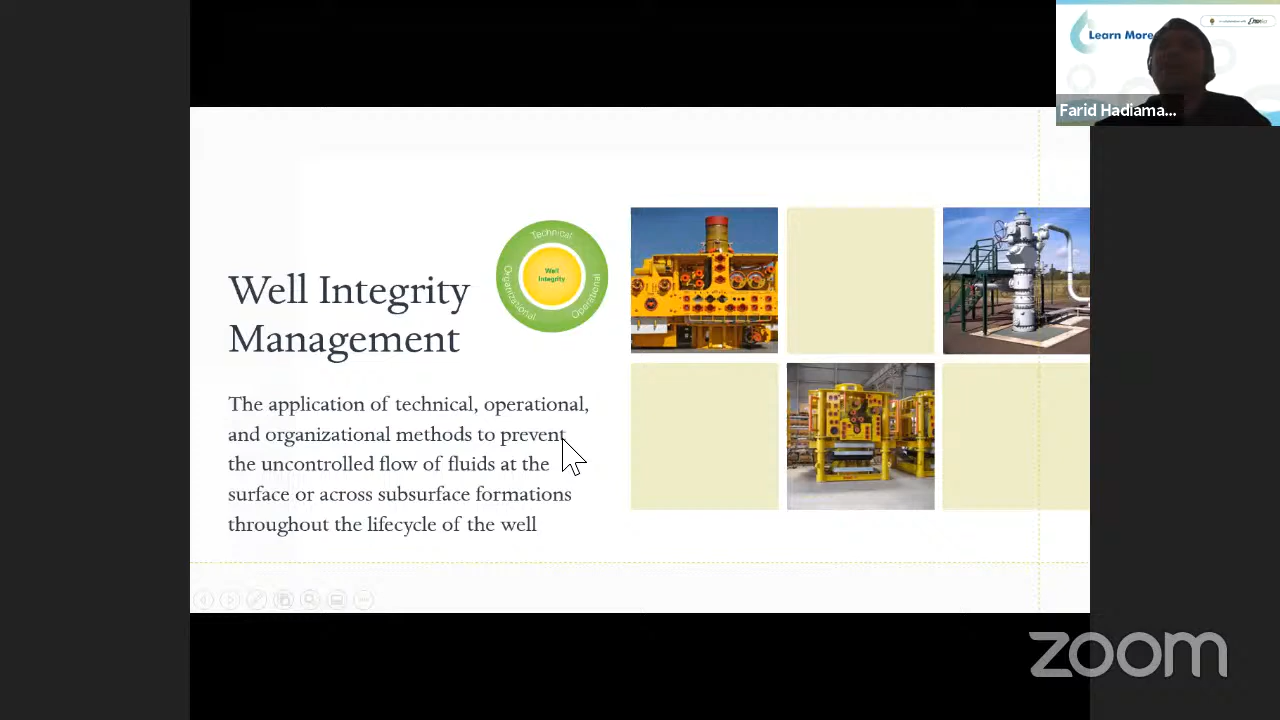 Learn More
Farid Hadiama...
Technical
Well
Integrity
Organizational
Operational
Well Integrity
Management
The application of technical, operational,
and organizational methods to prevent
the uncontrolled flow of fluids at the
surface or across subsurface formations
throughout the lifecycle of the well
zoom